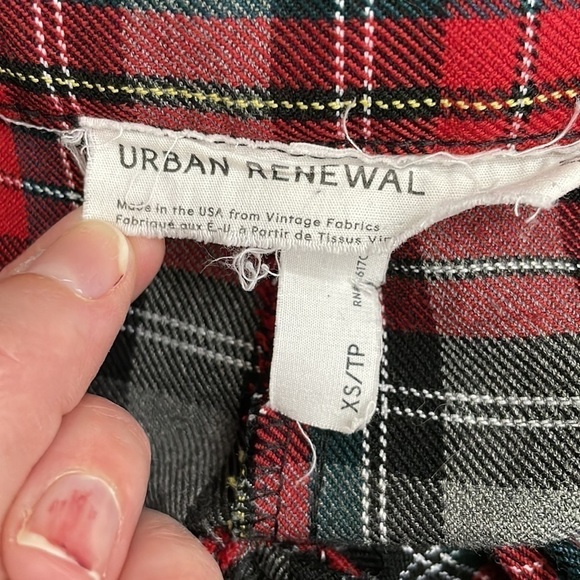 URBAN RENEWAL
Made in the USA from Vintage Fabrics
Fabriqué aux É-U. à Partir de Tissus
XS/TP